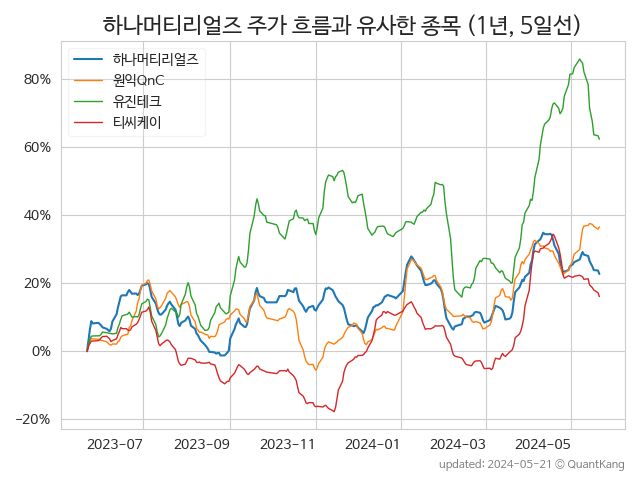 하나머티리얼즈 주가 흐름과 유사한 종목 (1년, 5일선)
하나머티리얼즈
원익QnC
유진테크
티씨케이
80%
60%
40%
20%
0%
−20%
2023-07
2023-09
2023-11
2024-01
2024-03
2024-05
updated: 2024-05-21 © QuantKang